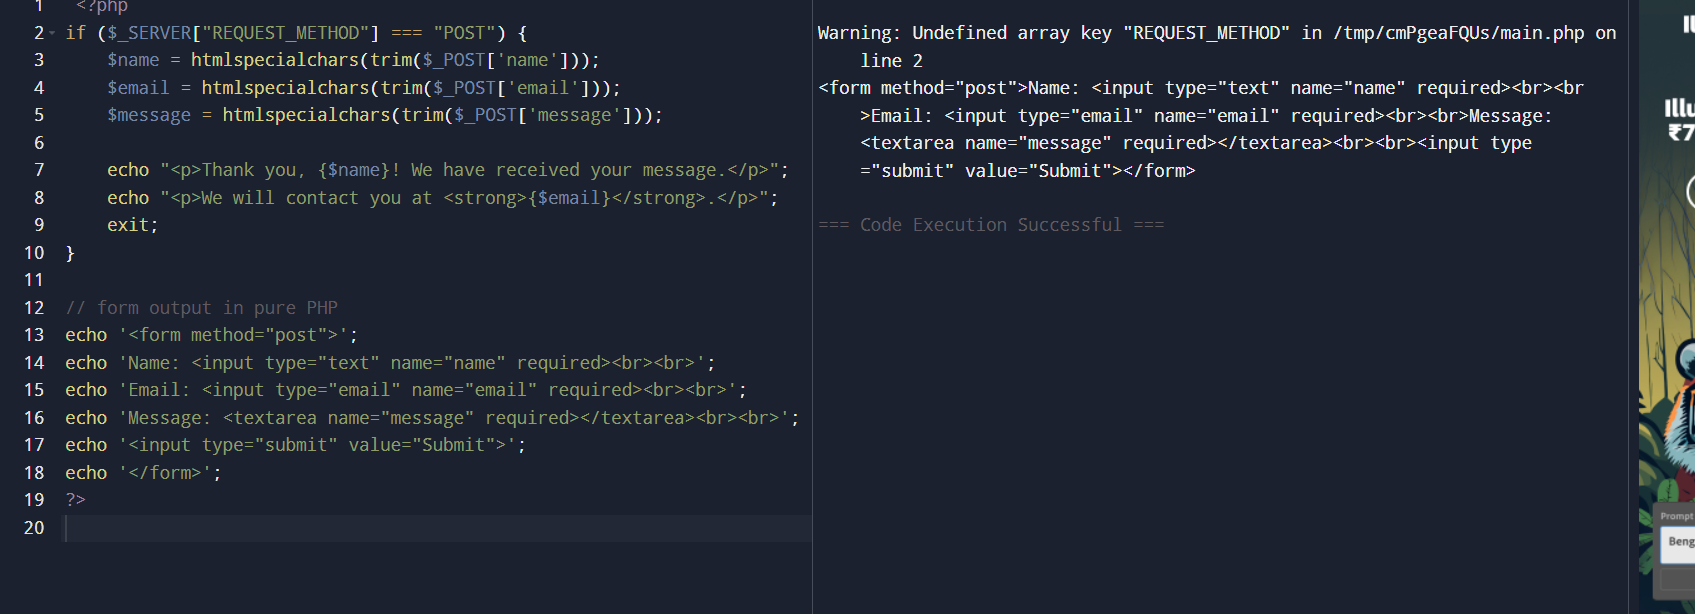 1 <?php
2 if ($_SERVER["REQUEST_METHOD"] === "POST") {
3 $name = htmlspecialchars(trim($_POST['name']));
4 $email = htmlspecialchars(trim($_POST['email']));
5 $message = htmlspecialchars(trim($_POST['message']));
6
7 echo "<p>Thank you, {$name}! We have received your message.</p>";
8 echo "<p>We will contact you at <strong>{$email}</strong>.</p>";
9 exit;
10 }
11
12 // form output in pure PHP
13 echo '<form method="post">';
14 echo 'Name: <input type="text" name="name" required><br><br>';
15 echo 'Email: <input type="email" name="email" required><br><br>';
16 echo 'Message: <textarea name="message" required></textarea><br><br>';
17 echo '<input type="submit" value="Submit">';
18 echo '</form>';
19 ?>
20
Warning: Undefined array key "REQUEST_METHOD" in /tmp/cmPgeaFQUs/main.php on
line 2
<form method="post">Name: <input type="text" name="name" required><br><br
>Email: <input type="email" name="email" required><br><br>Message:
<textarea name="message" required></textarea><br><br><input type
="submit" value="Submit"></form>
=== Code Execution Successful ===
Illu
₹7
Prompt
Beng